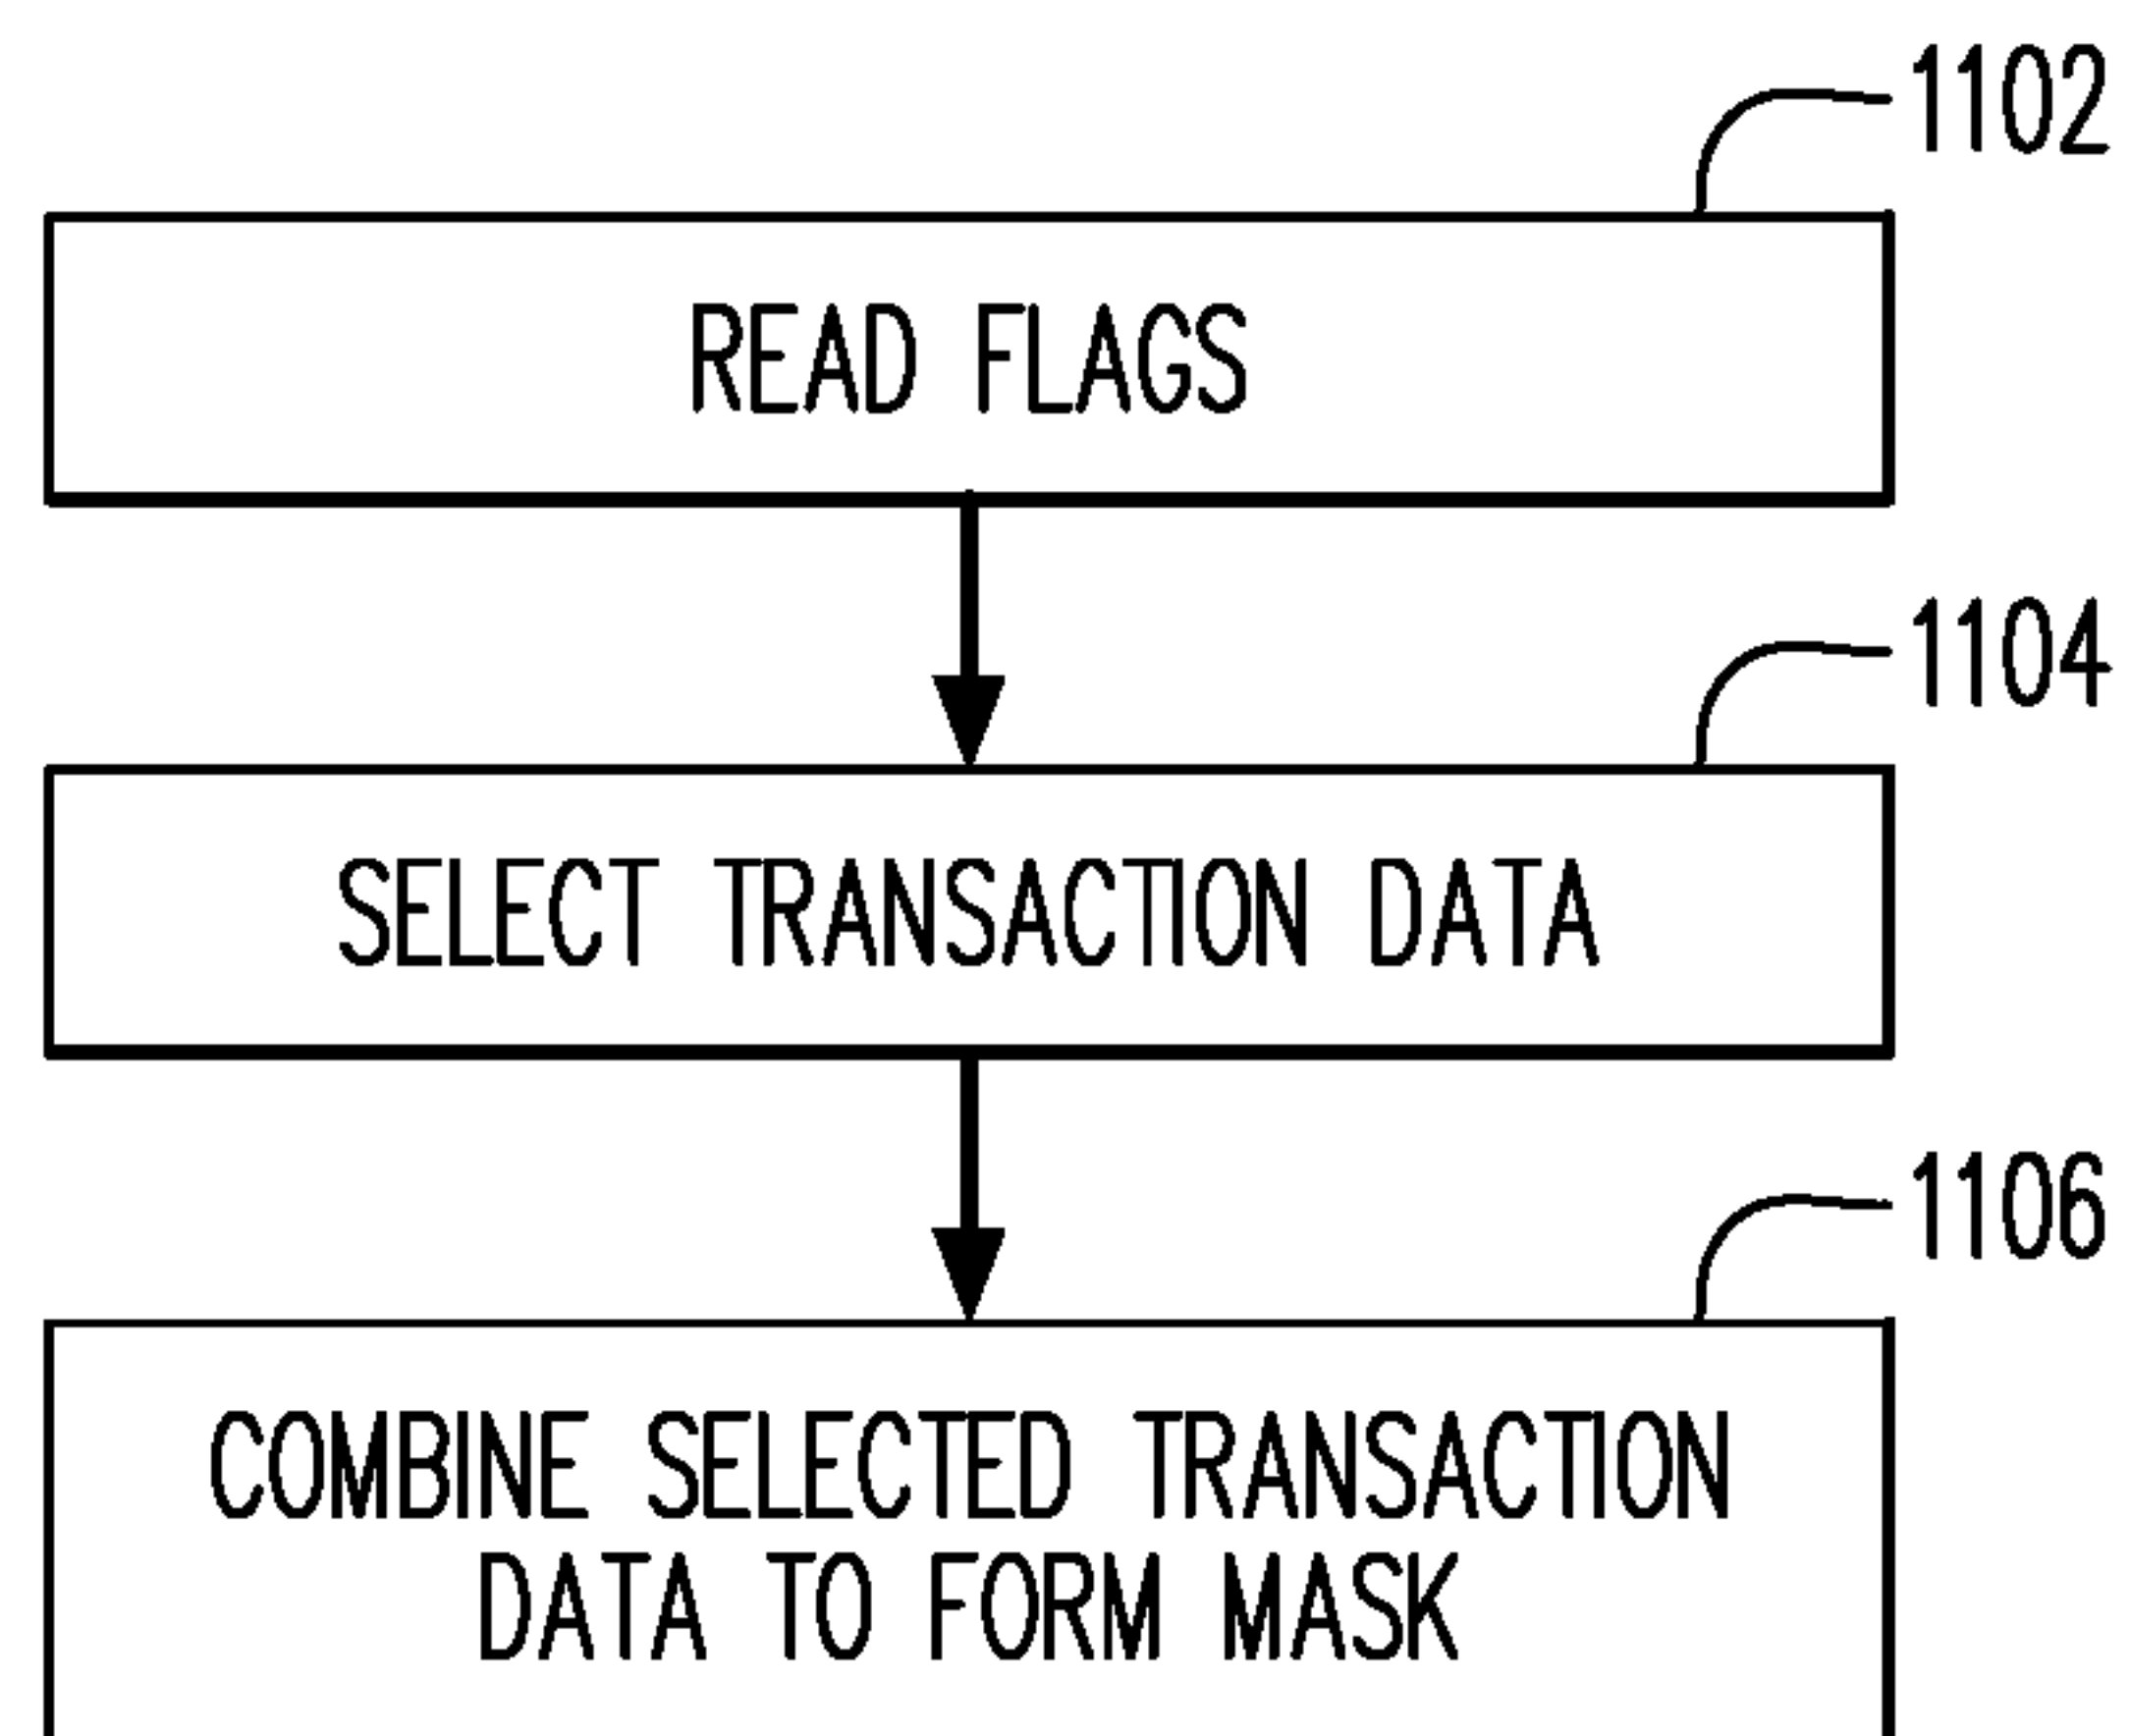 1102
READ FLAGS
1104
SELECT TRANSACTION DATA
1106
COMBINE SELECTED TRANSACTION
DATA TO FORM MASK